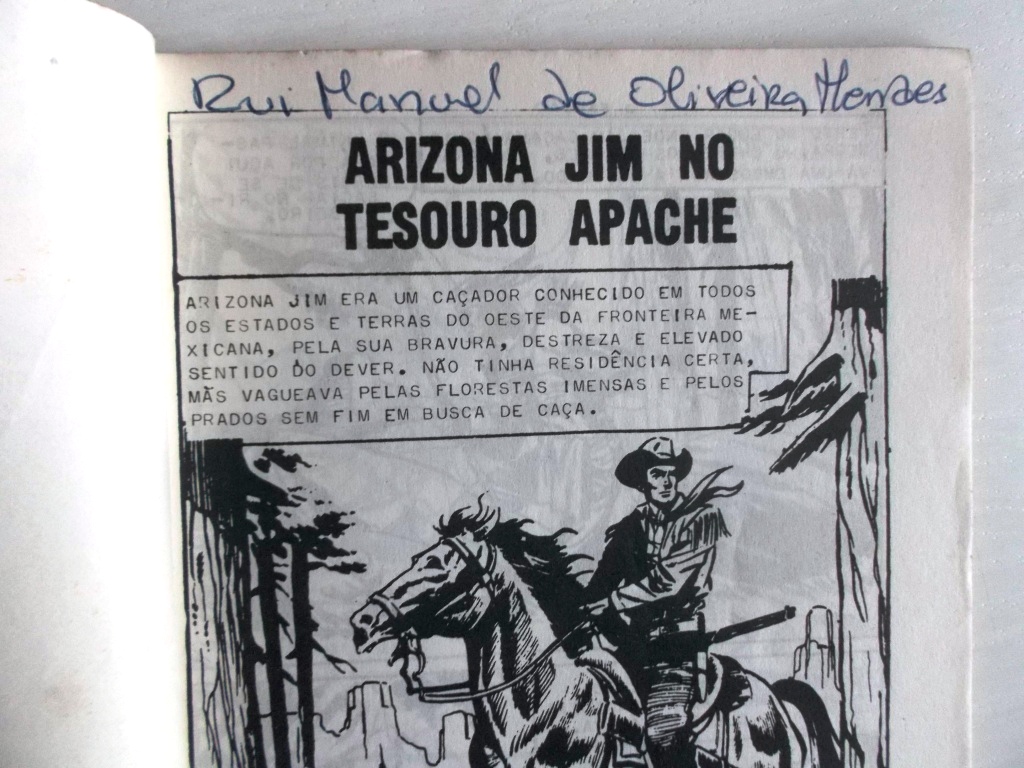 Rui Manuel de Oliveira Mendes
ARIZONA JIM NO
TESOURO APACHE
ARIZONA JIM ERA UM CAÇADOR CONHECIDO EM TODOS
OS ESTADOS E TERRAS DO OESTE DA FRONTEIRA ME-
XICANA, PELA SUA BRAVURA, DESTREZA E ELEVADO
SENTIDO DO DEVER. NÃO TINHA RESIDÊNCIA CERTA,
MÃS VAGUEAVA PELAS FLORESTAS IMENSAS E PELOS
PRADOS SEM FIM EM BUSCA DE CAÇA.